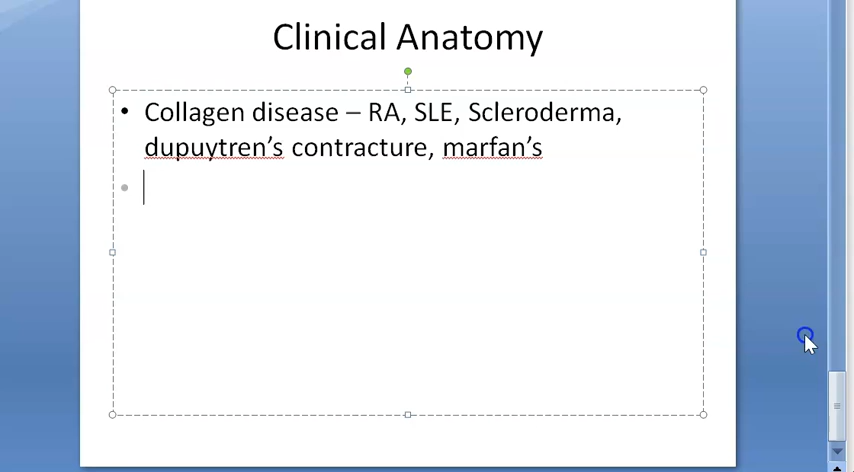 Clinical Anatomy
• Collagen disease – RA, SLE, Scleroderma,
dupuytren’s contracture, marfan’s